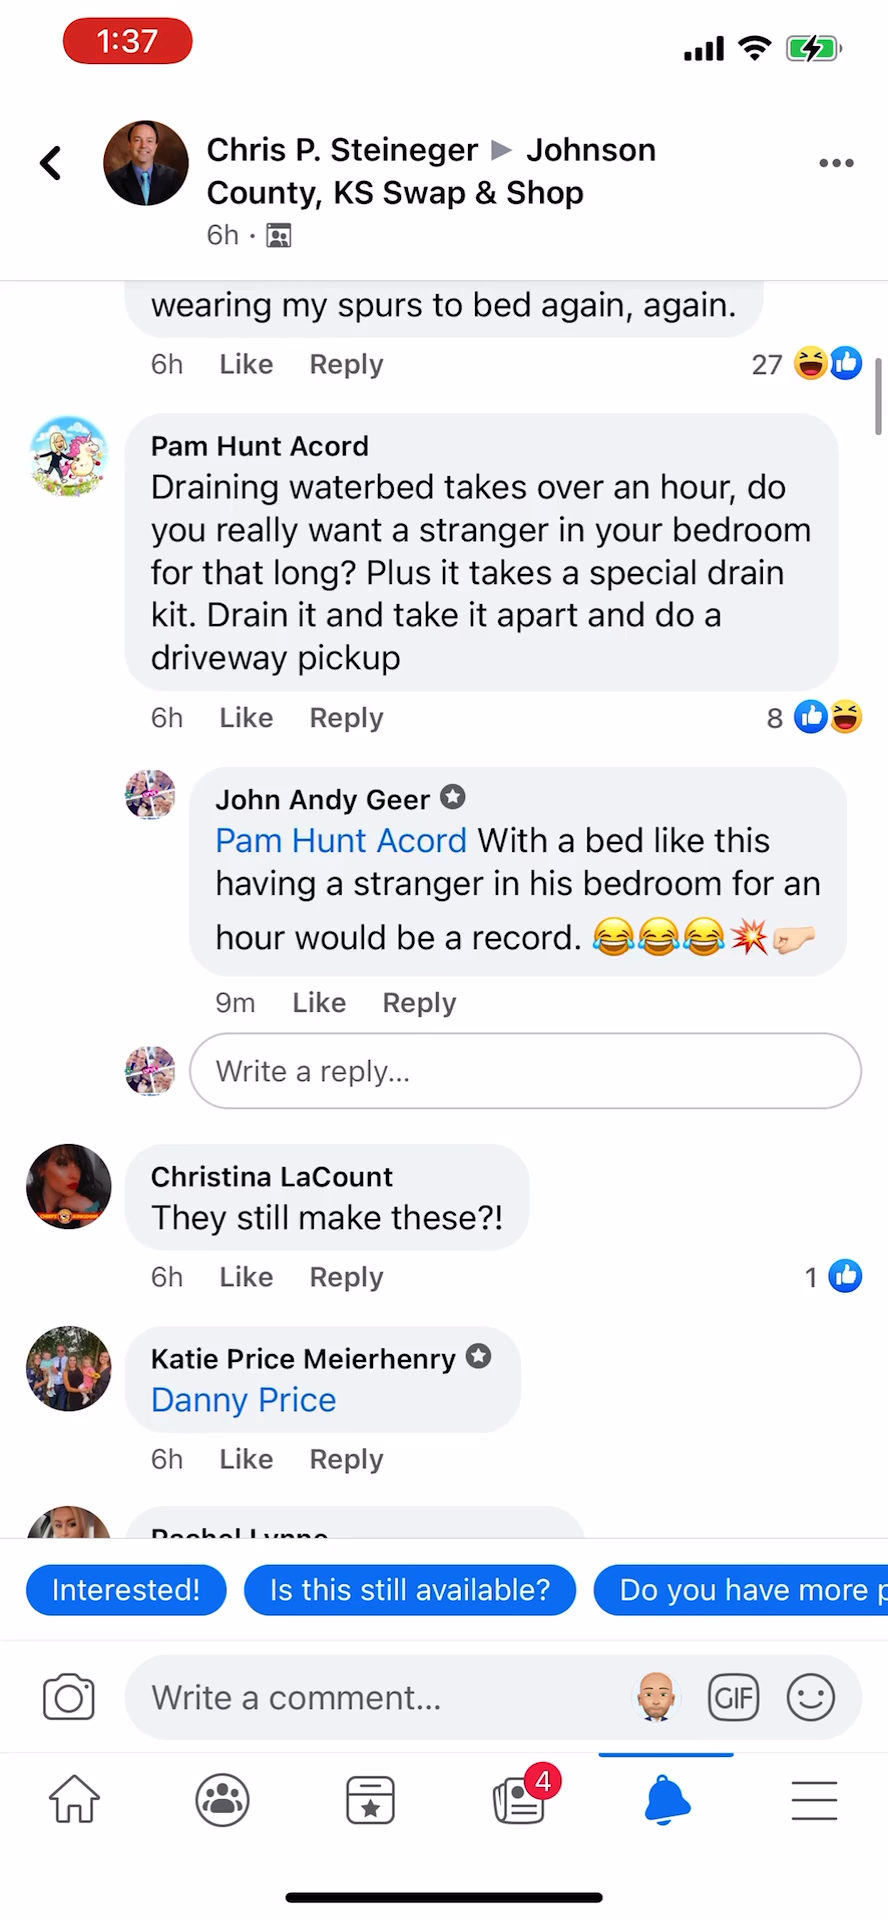 1:37
Chris P. Steineger ▶ Johnson
County, KS Swap & Shop
6h ·
wearing my spurs to bed again, again.
6h Like Reply 27
Pam Hunt Acord
Draining waterbed takes over an hour, do
you really want a stranger in your bedroom
for that long? Plus it takes a special drain
kit. Drain it and take it apart and do a
driveway pickup
6h Like Reply 8
John Andy Geer
Pam Hunt Acord With a bed like this
having a stranger in his bedroom for an
hour would be a record. 😂😂😂💥🤛🏻
9m Like Reply
Write a reply...
Christina LaCount
They still make these?!
6h Like Reply 1
Katie Price Meierhenry
Danny Price
6h Like Reply
Rachel Lynne
Interested! Is this still available? Do you have more p
Write a comment... GIF
4